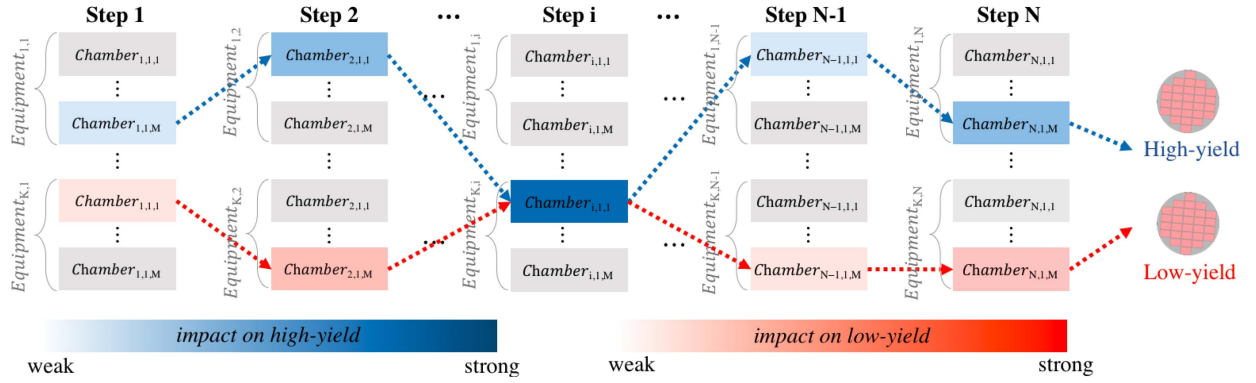 Step 1 Step 2 ... Step i ... Step N-1 Step N
Equipment1,1 Equipment1,2 Equipment1,i Equipment1,N-1 Equipment1,N
Chamber1,1,1 Chamber2,1,1 Chamberi,1,1 ChamberN−1,1,1 ChamberN,1,1
Chamber1,1,M Chamber2,1,M Chamberi,1,M ChamberN−1,1,M ChamberN,1,M
High-yield
EquipmentK,1 EquipmentK,2 EquipmentK,i EquipmentK,N-1 EquipmentK,N
Chamber1,1,1 Chamber2,1,1 Chamberi,1,1 ChamberN−1,1,1 ChamberN,1,1
Chamber1,1,M Chamber2,1,M Chamberi,1,M ChamberN−1,1,M ChamberN,1,M
Low-yield
impact on high-yield impact on low-yield
weak strong weak strong